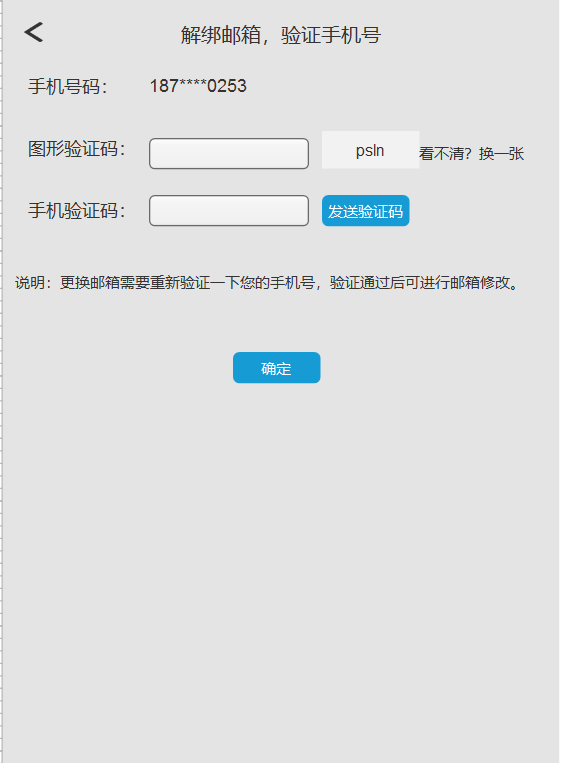 解绑邮箱，验证手机号
手机号码： 187****0253
图形验证码： psln 看不清？换一张
手机验证码： 发送验证码
说明：更换邮箱需要重新验证一下您的手机号，验证通过后可进行邮箱修改。
确定